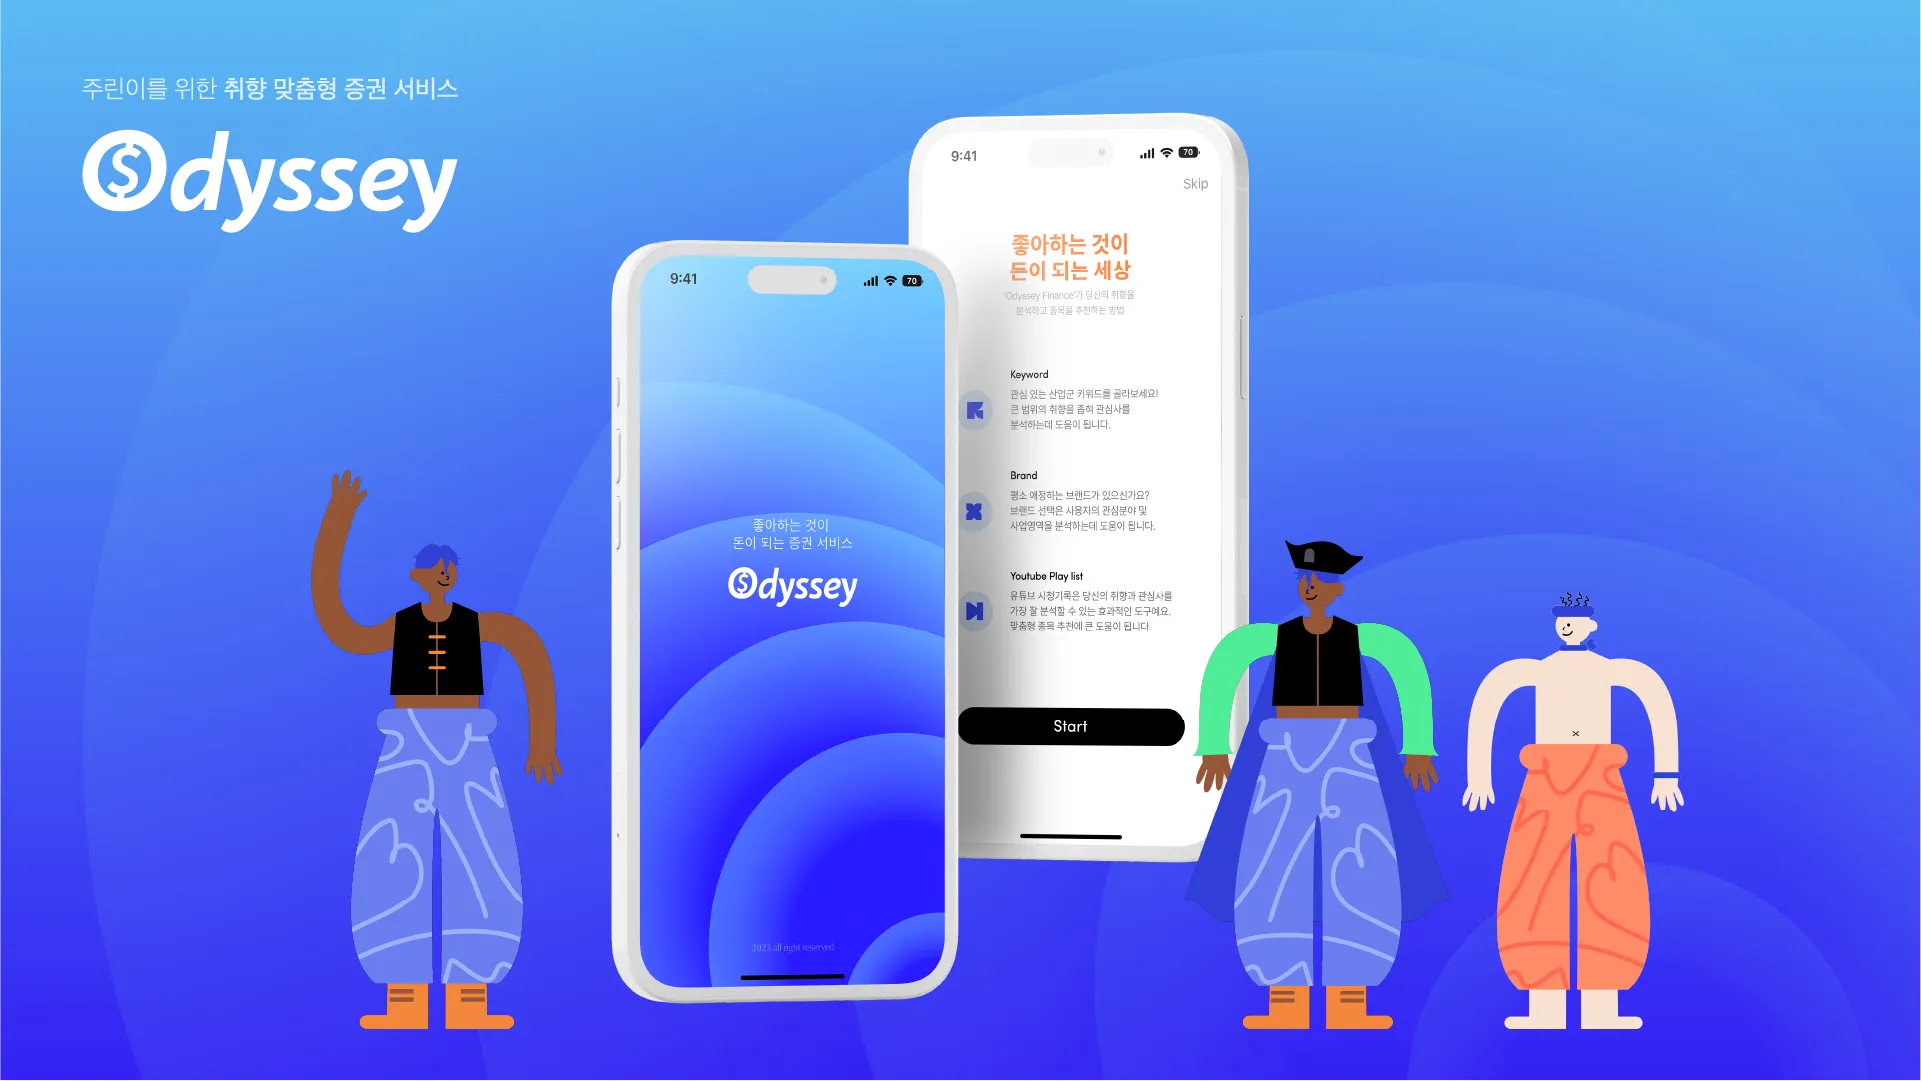 주린이를 위한 취향 맞춤형 증권 서비스
Odyssey
9:41
70
좋아하는 것이
돈이 되는 증권 서비스
Odyssey
2023.all right reserved
9:41
70
Skip
좋아하는 것이
돈이 되는 세상
'Odyssey Finance'가 당신의 취향을
분석하고 종목을 추천하는 방법
Keyword
관심 있는 산업군 키워드를 골라보세요!
큰 범위의 취향을 좁혀 관심사를
분석하는데 도움이 됩니다.
Brand
평소 애정하는 브랜드가 있으신가요?
브랜드 선택은 사용자의 관심분야 및
사업영역을 분석하는데 도움이 됩니다.
Youtube Play list
유튜브 시청기록은 당신의 취향과 관심사를
가장 잘 분석할 수 있는 효과적인 도구예요.
맞춤형 종목 추천에 큰 도움이 됩니다.
Start